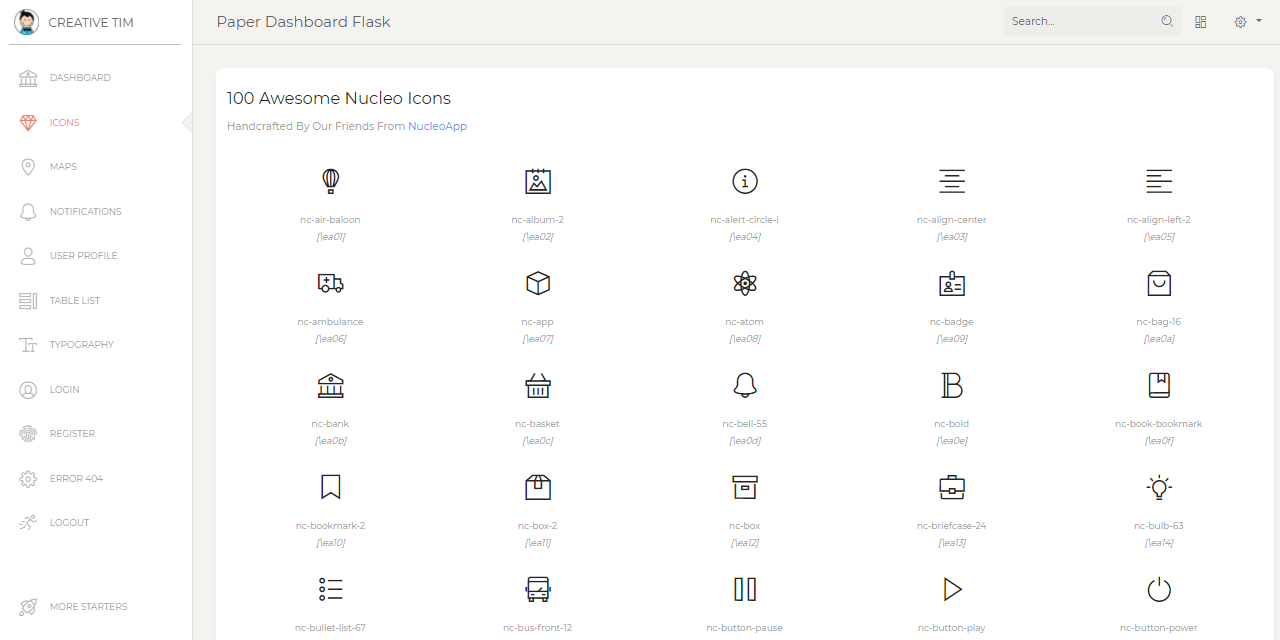 CREATIVE TIM
Paper Dashboard Flask
Search...
DASHBOARD
ICONS
MAPS
NOTIFICATIONS
USER PROFILE
TABLE LIST
TYPOGRAPHY
LOGIN
REGISTER
ERROR 404
LOGOUT
MORE STARTERS
100 Awesome Nucleo Icons
Handcrafted By Our Friends From NucleoApp
nc-air-baloon nc-album-2 nc-alert-circle-i nc-align-center nc-align-left-2
[\ea01] [\ea02] [\ea04] [\ea03] [\ea05]
nc-ambulance nc-app nc-atom nc-badge nc-bag-16
[\ea06] [\ea07] [\ea08] [\ea09] [\ea0a]
nc-bank nc-basket nc-bell-55 nc-bold nc-book-bookmark
[\ea0b] [\ea0c] [\ea0d] [\ea0e] [\ea0f]
nc-bookmark-2 nc-box-2 nc-box nc-briefcase-24 nc-bulb-63
[\ea10] [\ea11] [\ea12] [\ea13] [\ea14]
nc-bullet-list-67 nc-bus-front-12 nc-button-pause nc-button-play nc-button-power